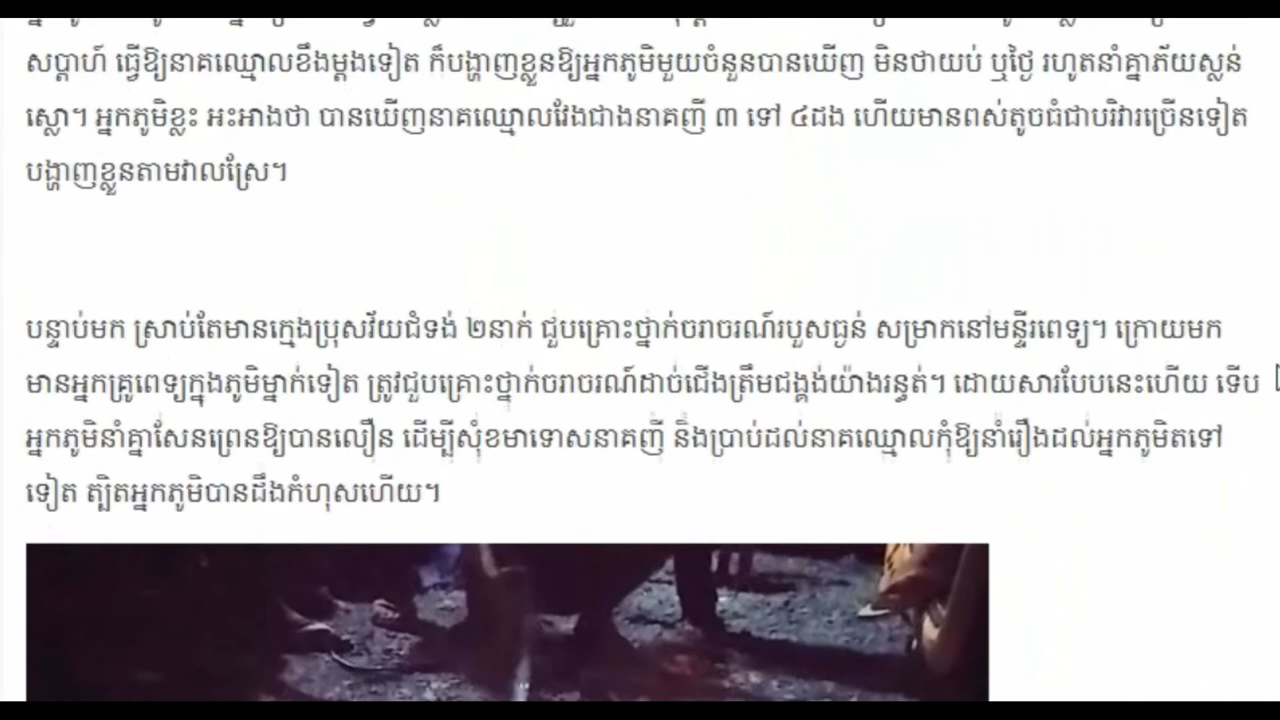 សប្តាហ៍ ធ្វើឱ្យនាគឈ្មោលខឹងម្តងទៀត ក៏បង្ហាញខ្លួនឱ្យអ្នកភូមិមួយចំនួនបានឃើញ មិនថាយប់ ឬថ្ងៃ រហូតនាំគ្នាភ័យស្លន់
ស្លោ។ អ្នកភូមិខ្លះ អះអាងថា បានឃើញនាគឈ្មោលវែងជាងនាគញី ៣ ទៅ ៤ដង ហើយមានពស់តូចធំជាបរិវារច្រើនទៀត
បង្ហាញខ្លួនតាមវាលស្រែ។
បន្ទាប់មក ស្រាប់តែមានក្មេងប្រុសវ័យជំទង់ ២នាក់ ជួបគ្រោះថ្នាក់ចរាចរណ៍របួសធ្ងន់ សម្រាកនៅមន្ទីរពេទ្យ។ ក្រោយមក
មានអ្នកគ្រូពេទ្យក្នុងភូមិម្នាក់ទៀត ត្រូវជួបគ្រោះថ្នាក់ចរាចរណ៍ដាច់ជើងត្រឹមជង្គង់យ៉ាងរន្ធត់។ ដោយសារបែបនេះហើយ ទើប
អ្នកភូមិនាំគ្នាសែនព្រេនឱ្យបានលឿន ដើម្បីសុំខមាទោសនាគញី និងប្រាប់ដល់នាគឈ្មោលកុំឱ្យនាំរឿងដល់អ្នកភូមិតទៅ
ទៀត ត្បិតអ្នកភូមិបានដឹងកំហុសហើយ។